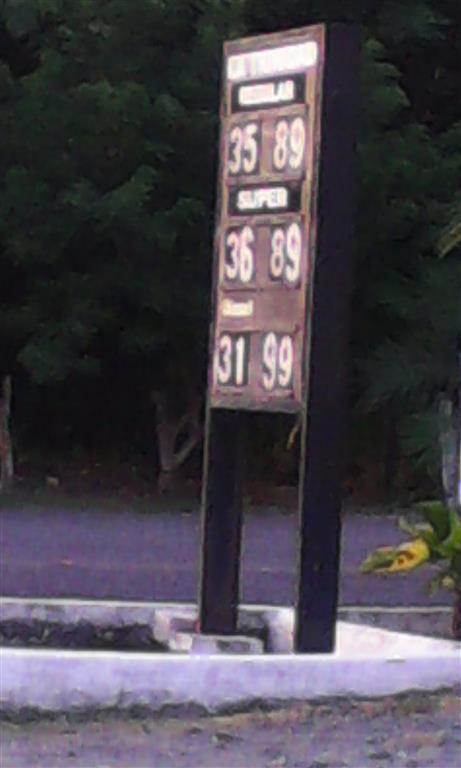 REGULAR
35 89
SUPER
36 89
Diesel
31 99